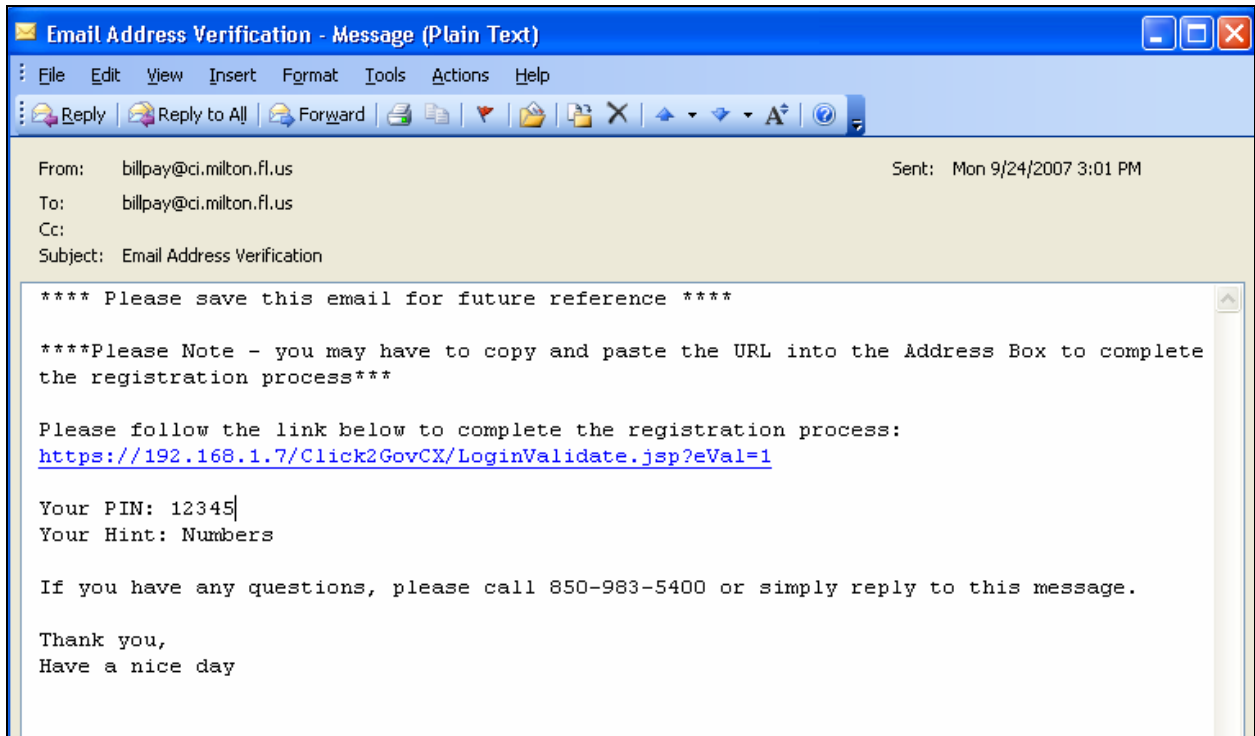 Email Address Verification - Message (Plain Text)
File Edit View Insert Format Tools Actions Help
Reply Reply to All Forward
From: billpay@ci.milton.fl.us Sent: Mon 9/24/2007 3:01 PM
To: billpay@ci.milton.fl.us
Cc:
Subject: Email Address Verification
**** Please save this email for future reference ****
****Please Note - you may have to copy and paste the URL into the Address Box to complete
the registration process***
Please follow the link below to complete the registration process:
https://192.168.1.7/Click2GovCX/LoginValidate.jsp?eVal=1
Your PIN: 12345
Your Hint: Numbers
If you have any questions, please call 850-983-5400 or simply reply to this message.
Thank you,
Have a nice day